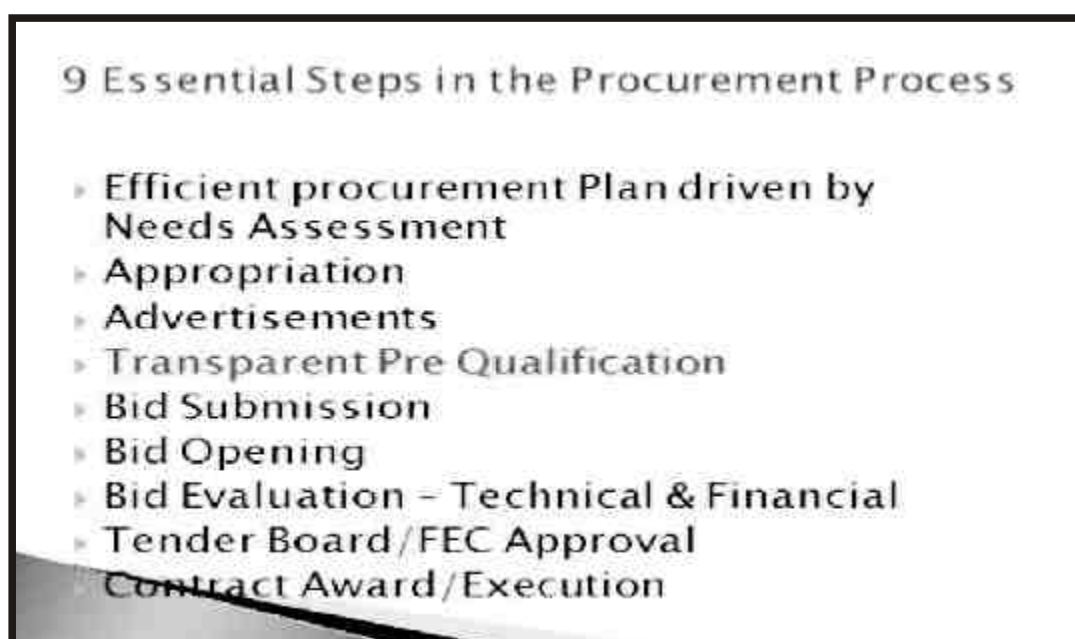 9 Essential Steps in the Procurement Process
Efficient procurement Plan driven by
Needs Assessment
Appropriation
Advertisements
Transparent Pre Qualification
Bid Submission
Bid Opening
Bid Evaluation – Technical & Financial
Tender Board/FEC Approval
Contract Award/Execution